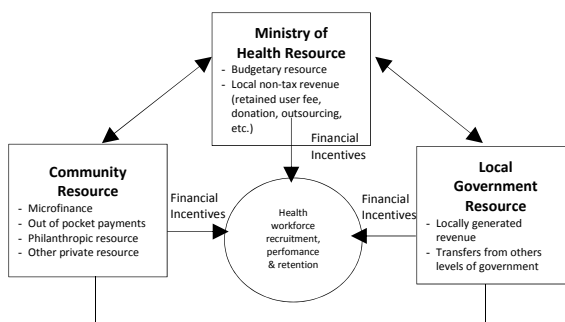 Ministry of
Health Resource
- Budgetary resource
- Local non-tax revenue
(retained user fee,
donation, outsourcing,
etc.)
Financial
Incentives
Community
Resource
- Microfinance
- Out of pocket payments
- Philanthropic resource
- Other private resource
Financial
Incentives
Health
workforce
recruitment,
perfomance
& retention
Financial
Incentives
Local
Government
Resource
- Locally generated
revenue
- Transfers from others
levels of government